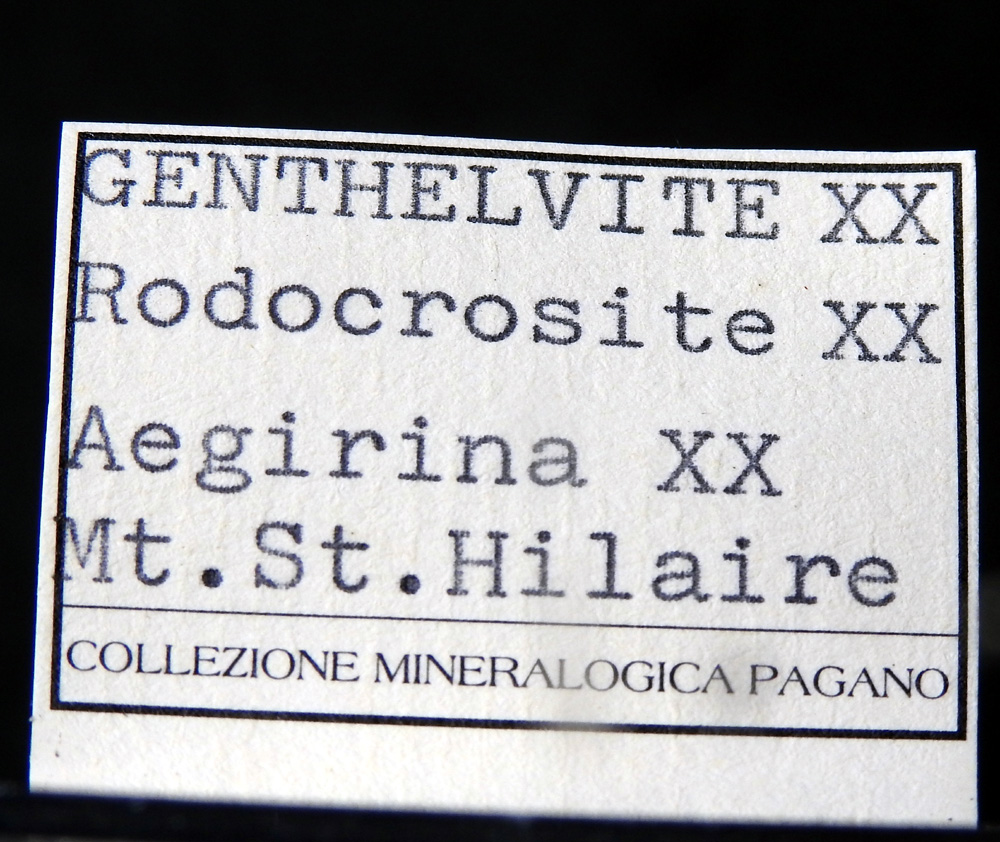 GENTHELVITE XX
Rodocrosite XX
Aegirina XX
Mt.St.Hilaire
COLLEZIONE MINERALOGICA PAGANO